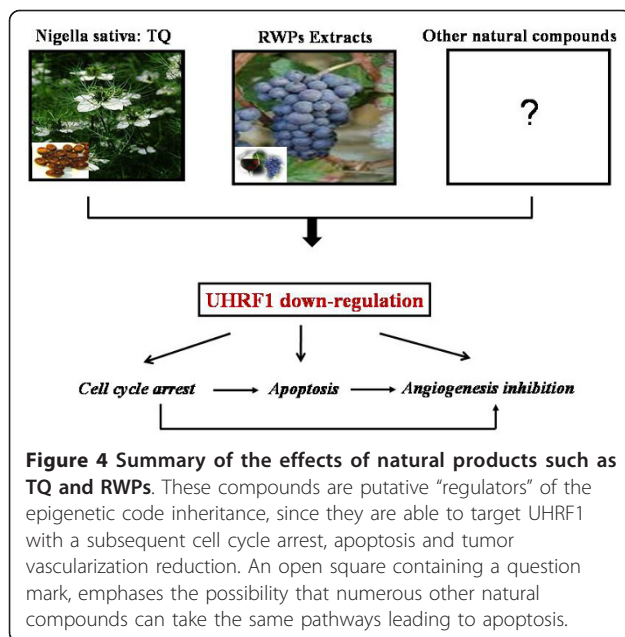 Nigella sativa: TQ
RWPs Extracts
Other natural compounds
?
UHRF1 down-regulation
Cell cycle arrest
Apoptosis
Angiogenesis inhibition
Figure 4 Summary of the effects of natural products such as
TQ and RWPs. These compounds are putative “regulators” of the
epigenetic code inheritance, since they are able to target UHRF1
with a subsequent cell cycle arrest, apoptosis and tumor
vascularization reduction. An open square containing a question
mark, emphases the possibility that numerous other natural
compounds can take the same pathways leading to apoptosis.